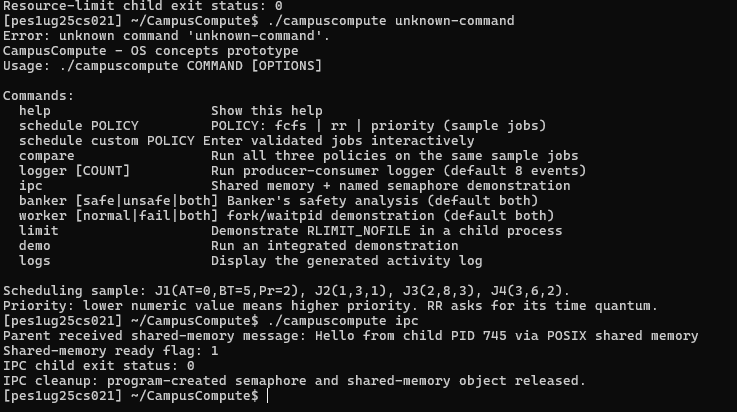 Resource-limit child exit status: 0
[pes1ug25cs021] ~/CampusCompute$ ./campuscompute unknown-command
Error: unknown command 'unknown-command'.
CampusCompute - OS concepts prototype
Usage: ./campuscompute COMMAND [OPTIONS]

Commands:
  help                  Show this help
  schedule POLICY       POLICY: fcfs | rr | priority (sample jobs)
  schedule custom POLICY Enter validated jobs interactively
  compare               Run all three policies on the same sample jobs
  logger [COUNT]        Run producer-consumer logger (default 8 events)
  ipc                   Shared memory + named semaphore demonstration
  banker [safe|unsafe|both] Banker's safety analysis (default both)
  worker [normal|fail|both] fork/waitpid demonstration (default both)
  limit                 Demonstrate RLIMIT_NOFILE in a child process
  demo                  Run an integrated demonstration
  logs                  Display the generated activity log

Scheduling sample: J1(AT=0,BT=5,Pr=2), J2(1,3,1), J3(2,8,3), J4(3,6,2).
Priority: lower numeric value means higher priority. RR asks for its time quantum.
[pes1ug25cs021] ~/CampusCompute$ ./campuscompute ipc
Parent received shared-memory message: Hello from child PID 745 via POSIX shared memory
Shared-memory ready flag: 1
IPC child exit status: 0
IPC cleanup: program-created semaphore and shared-memory object released.
[pes1ug25cs021] ~/CampusCompute$